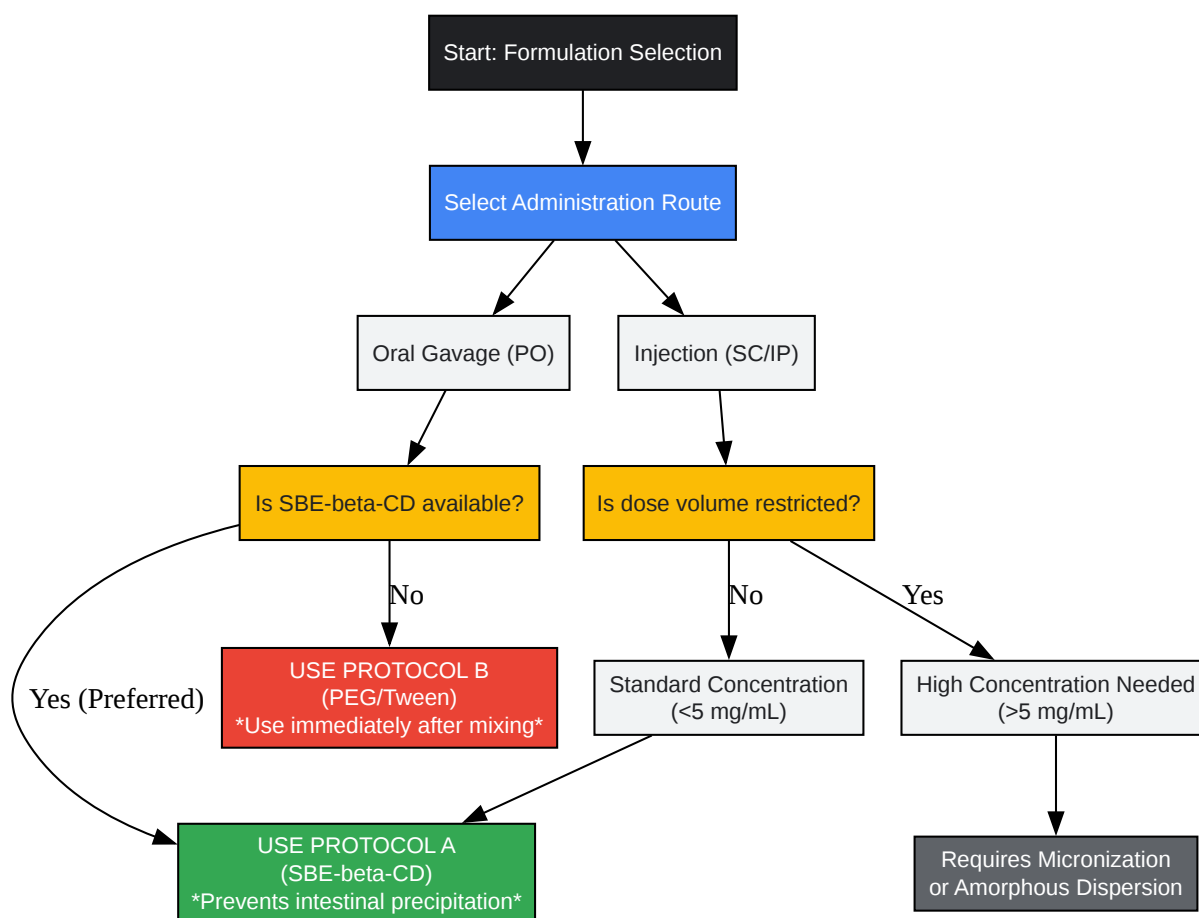 Start: Formulation Selection
Select Administration Route
Oral Gavage (PO)
Injection (SC/IP)
Is SBE-beta-CD available?
Is dose volume restricted?
No
No
Yes
Yes (Preferred)
USE PROTOCOL B
(PEG/Tween)
*Use immediately after mixing*
Standard Concentration
(<5 mg/mL)
High Concentration Needed
(>5 mg/mL)
USE PROTOCOL A
(SBE-beta-CD)
*Prevents intestinal precipitation*
Requires Micronization
or Amorphous Dispersion